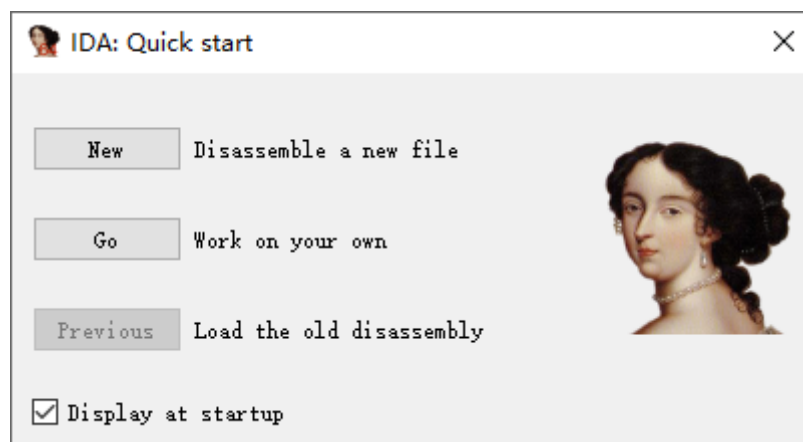 IDA: Quick start
New Disassemble a new file
Go Work on your own
Previous Load the old disassembly
Display at startup